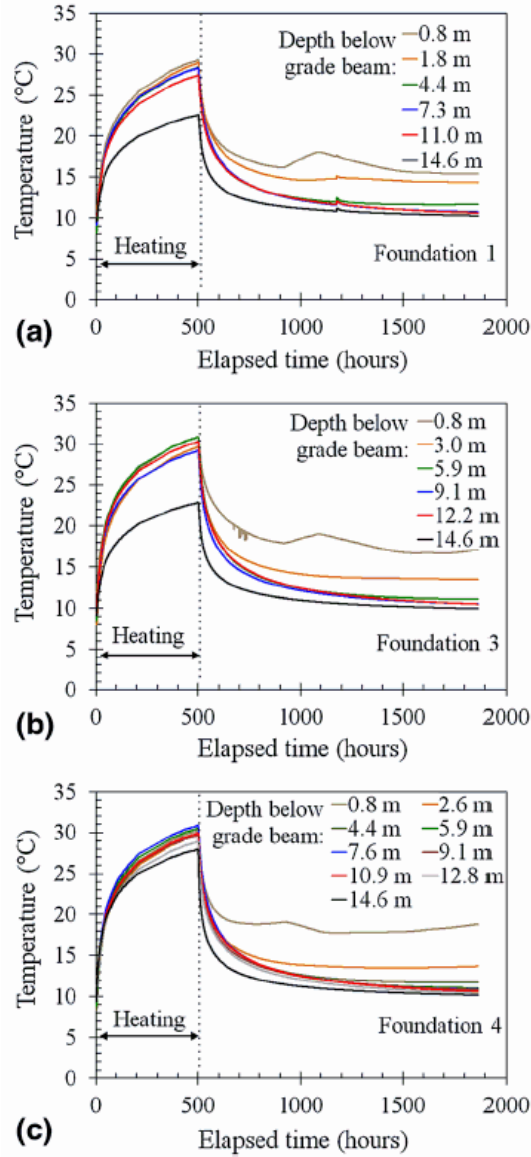 35
30
25
20
15
10
5
0
Temperature (°C)
Depth below
grade beam:
0.8 m
1.8 m
4.4 m
7.3 m
11.0 m
14.6 m
Heating
Foundation 1
(a)
0 500 1000 1500 2000
Elapsed time (hours)
35
30
25
20
15
10
5
0
Temperature (°C)
Depth below
grade beam:
0.8 m
3.0 m
5.9 m
9.1 m
12.2 m
14.6 m
Heating
Foundation 3
(b)
0 500 1000 1500 2000
Elapsed time (hours)
35
30
25
20
15
10
5
0
Temperature (°C)
Depth below
grade beam:
0.8 m 2.6 m
4.4 m 5.9 m
7.6 m 9.1 m
10.9 m 12.8 m
14.6 m
Heating
Foundation 4
(c)
0 500 1000 1500 2000
Elapsed time (hours)